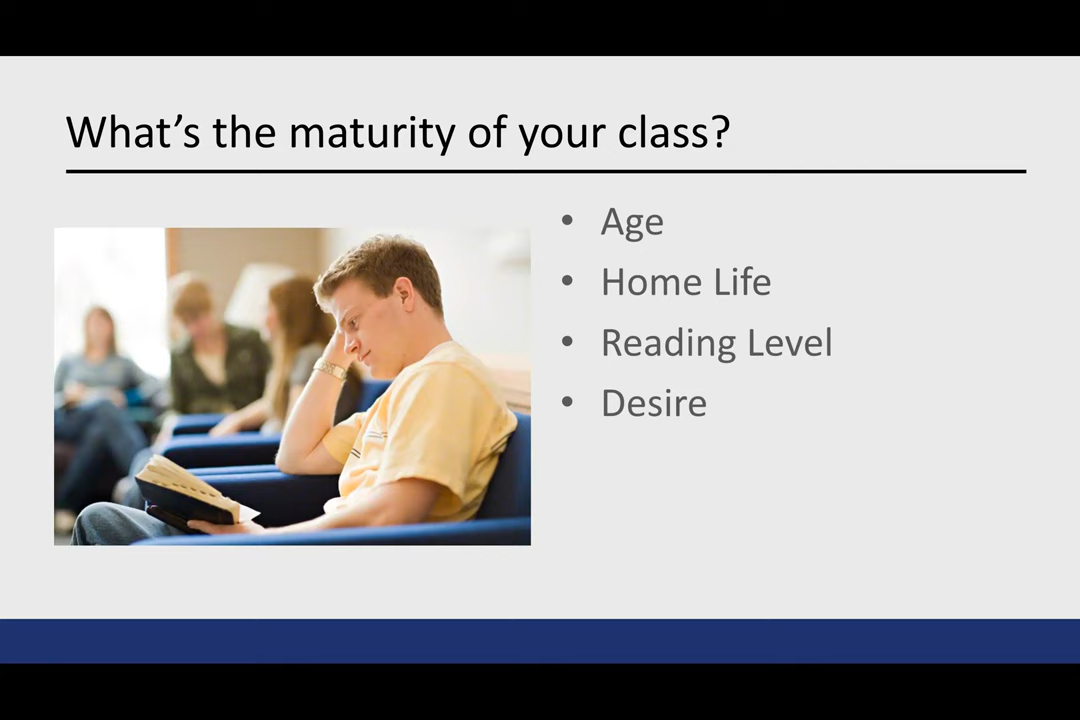 What’s the maturity of your class?
• Age
• Home Life
• Reading Level
• Desire